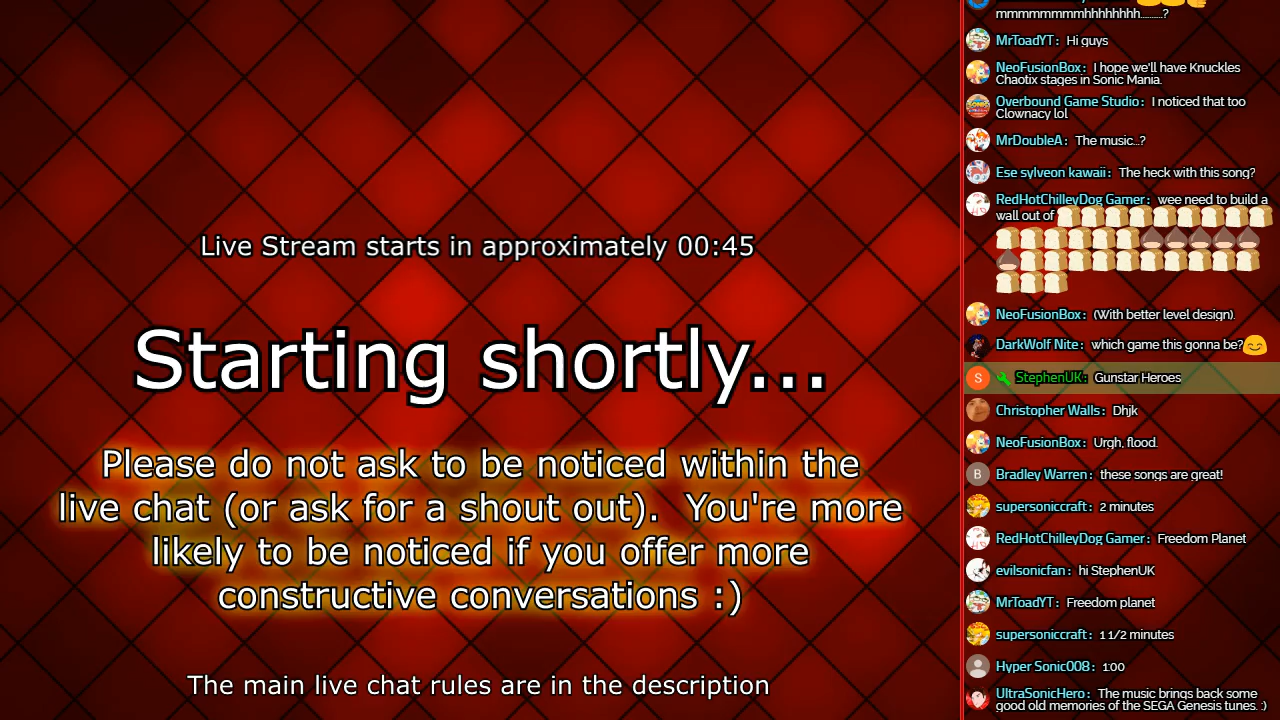 Live Stream starts in approximately 00:45
Starting shortly...
Please do not ask to be noticed within the
live chat (or ask for a shout out).  You're more
likely to be noticed if you offer more
constructive conversations :)
The main live chat rules are in the description
mmmmmmmmhhhhhhhh.........?
MrToadYT: Hi guys
NeoFusionBox: I hope we'll have Knuckles
Chaotix stages in Sonic Mania.
Overbound Game Studio: I noticed that too
Clownacy lol
MrDoubleA: The music...?
Ese sylveon kawaii: The heck with this song?
RedHotChilleyDog Gamer: wee need to build a
wall out of
NeoFusionBox: (With better level design).
DarkWolf Nite: which game this gonna be?
S StephenUK: Gunstar Heroes
Christopher Walls: Dhjk
NeoFusionBox: Urgh, flood.
B Bradley Warren: these songs are great!
supersoniccraft: 2 minutes
RedHotChilleyDog Gamer: Freedom Planet
evilsonicfan: hi StephenUK
MrToadYT: Freedom planet
supersoniccraft: 1 1/2 minutes
Hyper Sonic008: 1:00
UltraSonicHero: The music brings back some
good old memories of the SEGA Genesis tunes. :)